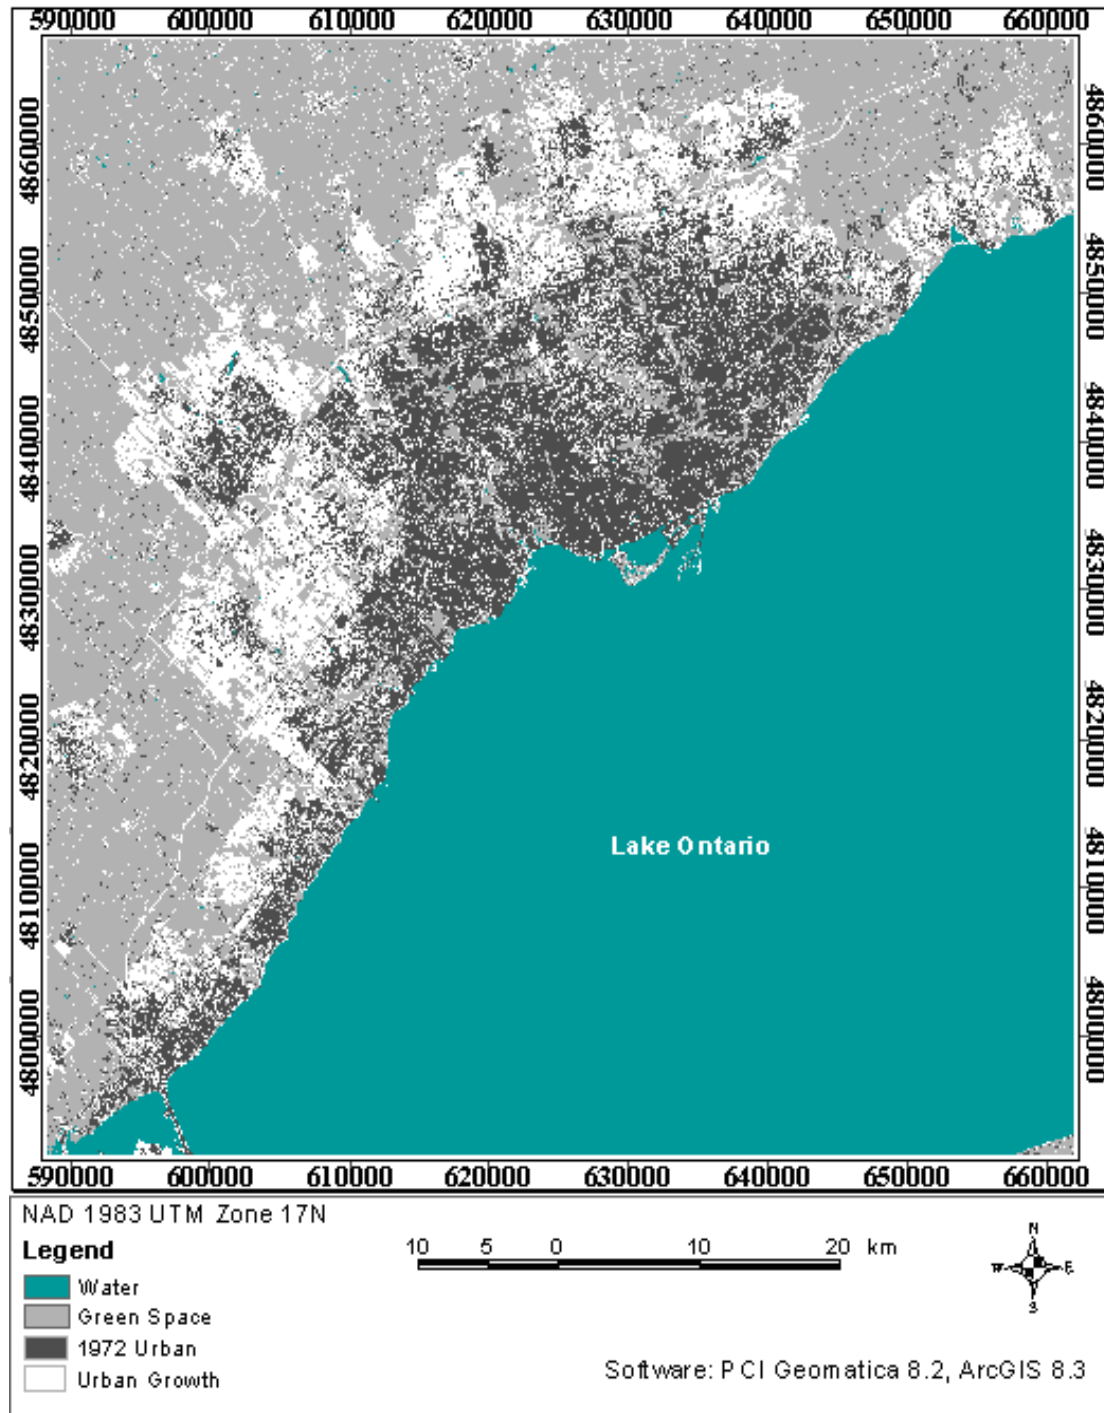 590000 600000 610000 620000 630000 640000 650000 660000
4860000
4850000
4840000
4830000
4820000
4810000
4800000
4860000
4850000
4840000
4830000
4820000
4810000
4800000
Lake Ontario
590000 600000 610000 620000 630000 640000 650000 660000
NAD 1983 UTM Zone 17N
Legend
Water
Green Space
1972 Urban
Urban Growth
10 5 0 10 20 km
N
W E
S
Software: PCI Geomatica 8.2, ArcGIS 8.3